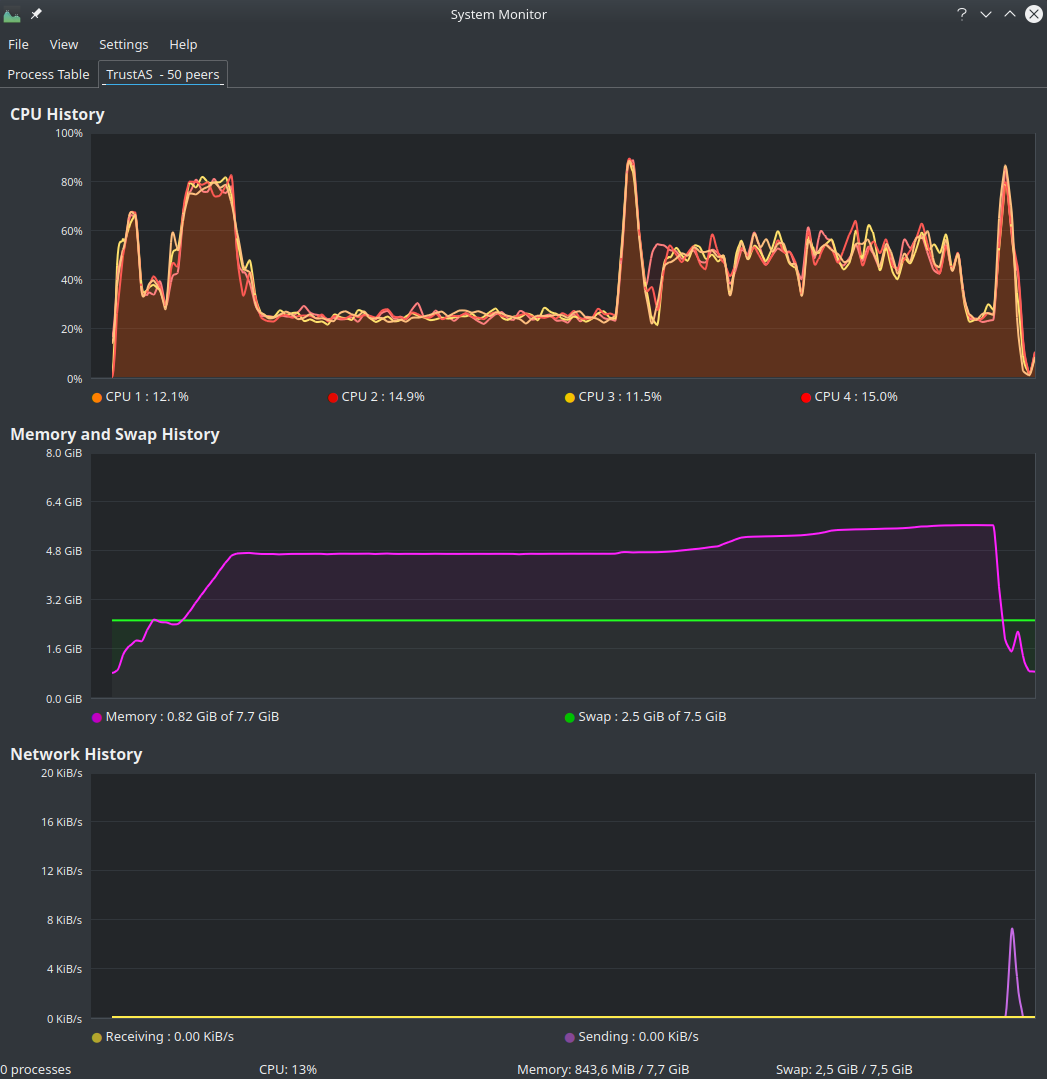 System Monitor
File View Settings Help
Process Table TrustAS - 50 peers
CPU History
100%
80%
60%
40%
20%
0%
CPU 1 : 12.1% CPU 2 : 14.9% CPU 3 : 11.5% CPU 4 : 15.0%
Memory and Swap History
8.0 GiB
6.4 GiB
4.8 GiB
3.2 GiB
1.6 GiB
0.0 GiB
Memory : 0.82 GiB of 7.7 GiB Swap : 2.5 GiB of 7.5 GiB
Network History
20 KiB/s
16 KiB/s
12 KiB/s
8 KiB/s
4 KiB/s
0 KiB/s
Receiving : 0.00 KiB/s Sending : 0.00 KiB/s
0 processes CPU: 13% Memory: 843,6 MiB / 7,7 GiB Swap: 2,5 GiB / 7,5 GiB